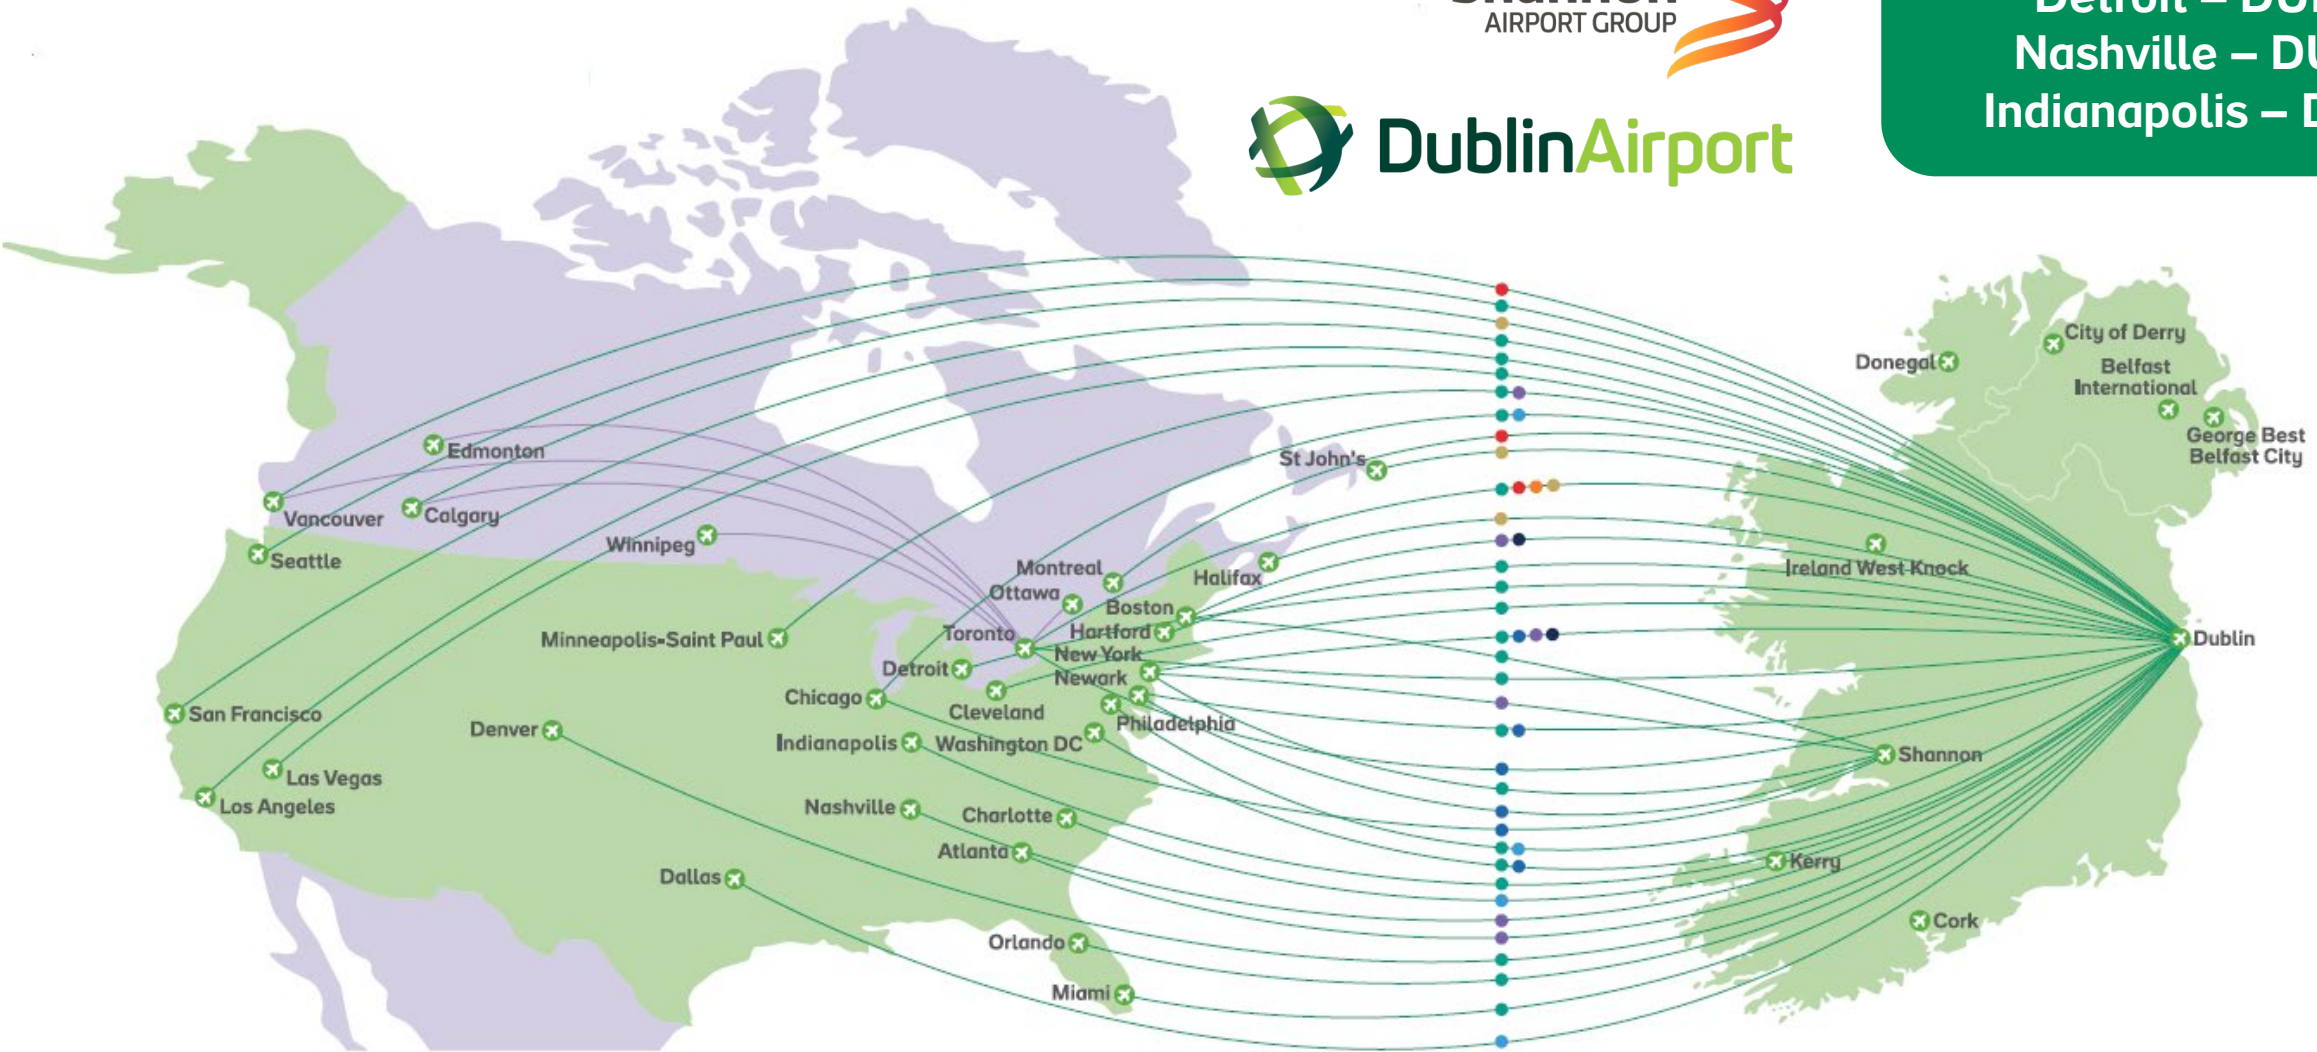 AIRPORT GROUP
DublinAirport
Nashville – DU
Indianapolis – D
Edmonton
Vancouver
Calgary
Seattle
Winnipeg
St John's
Montreal
Ottawa
Halifax
Boston
Toronto
Hartford
New York
Minneapolis-Saint Paul
Detroit
Newark
Chicago
Cleveland
Philadelphia
San Francisco
Denver
Indianapolis
Washington DC
Las Vegas
Los Angeles
Nashville
Charlotte
Atlanta
Dallas
Orlando
Miami
City of Derry
Donegal
Belfast
International
George Best
Belfast City
Ireland West Knock
Dublin
Shannon
Kerry
Cork